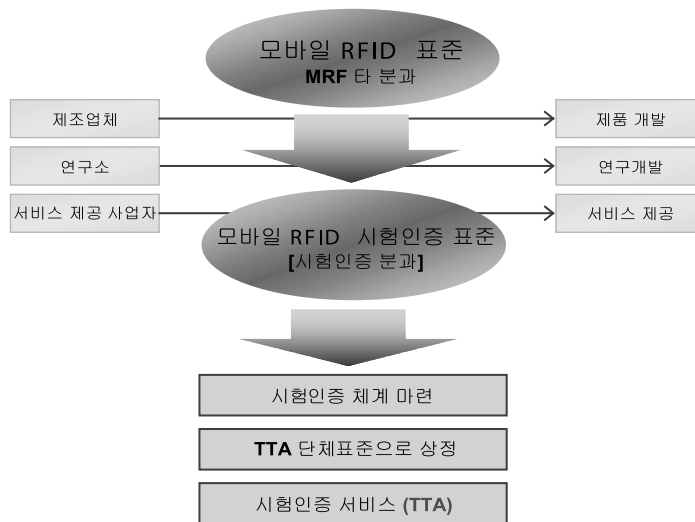 모바일 RFID 표준
MRF 타 분과
제조업체
제품 개발
연구소
연구개발
서비스 제공 사업자
서비스 제공
모바일 RFID 시험인증 표준
[시험인증 분과]
시험인증 체계 마련
TTA 단체표준으로 상정
시험인증 서비스 (TTA)